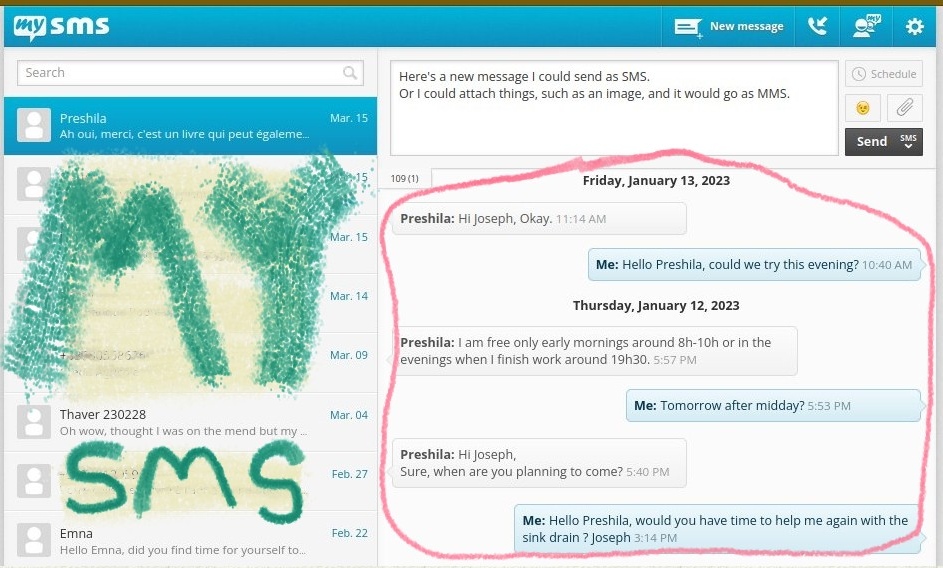 my sms
New message
Search
Preshila
Mar. 15
Ah oui, merci, c'est un livre qui peut égaleme...
15
Mar. 15
Mar. 14
Mar. 09
Thaver 230228
Mar. 04
Oh wow, thought I was on the mend but my ...
Feb. 27
Emna
Feb. 22
Hello Emna, did you find time for yourself to...
MY
SMS
Here's a new message I could send as SMS.
Or I could attach things, such as an image, and it would go as MMS.
Schedule
Send SMS
109 (1)
Friday, January 13, 2023
Preshila: Hi Joseph, Okay. 11:14 AM
Me: Hello Preshila, could we try this evening? 10:40 AM
Thursday, January 12, 2023
Preshila: I am free only early mornings around 8h-10h or in the
evenings when I finish work around 19h30. 5:57 PM
Me: Tomorrow after midday? 5:53 PM
Preshila: Hi Joseph,
Sure, when are you planning to come? 5:40 PM
Me: Hello Preshila, would you have time to help me again with the
sink drain ? Joseph 3:14 PM